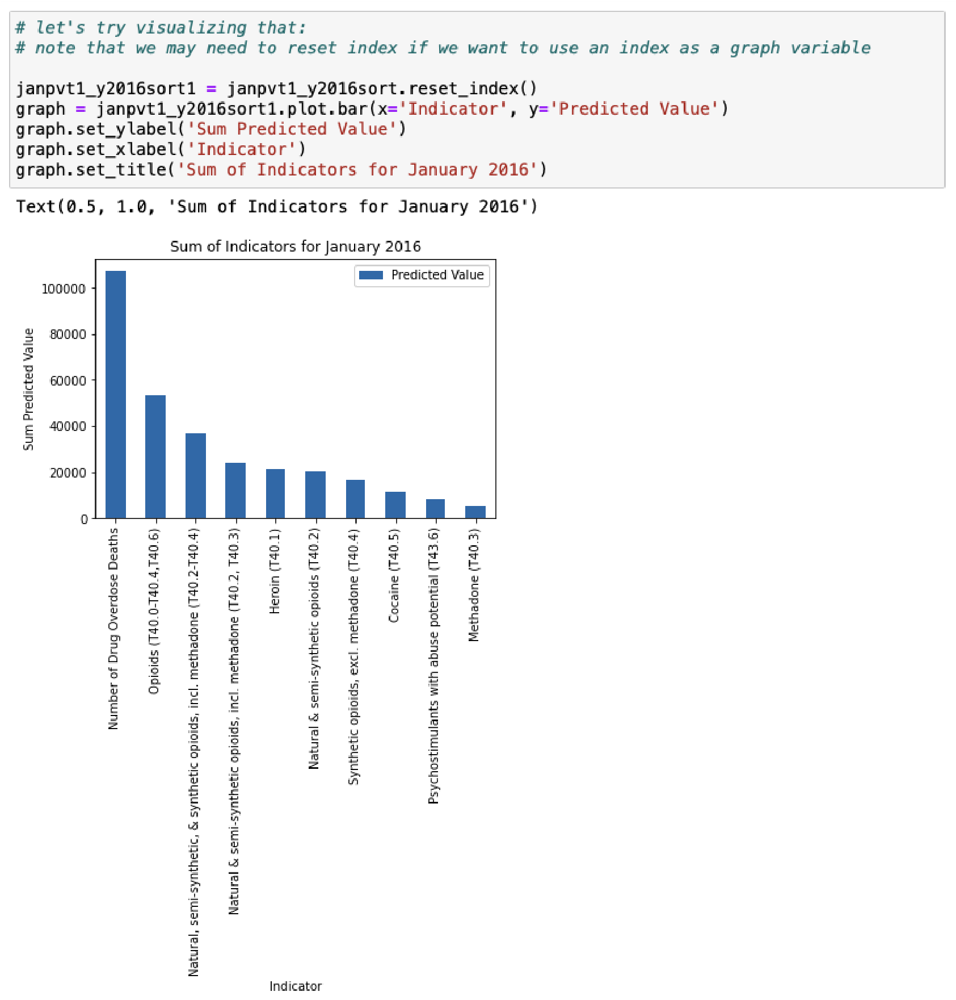 # let's try visualizing that:
# note that we may need to reset index if we want to use an index as a graph variable
janpvt1_y2016sort1 = janpvt1_y2016sort.reset_index()
graph = janpvt1_y2016sort1.plot.bar(x='Indicator', y='Predicted Value')
graph.set_ylabel('Sum Predicted Value')
graph.set_xlabel('Indicator')
graph.set_title('Sum of Indicators for January 2016')
Text(0.5, 1.0, 'Sum of Indicators for January 2016')
Sum of Indicators for January 2016
Predicted Value
Sum Predicted Value
100000
80000
60000
40000
20000
0
Number of Drug Overdose Deaths
Opioids (T40.0-T40.4,T40.6)
Natural, semi-synthetic, & synthetic opioids, incl. methadone (T40.2-T40.4)
Natural & semi-synthetic opioids, incl. methadone (T40.2, T40.3)
Heroin (T40.1)
Natural & semi-synthetic opioids (T40.2)
Synthetic opioids, excl. methadone (T40.4)
Cocaine (T40.5)
Psychostimulants with abuse potential (T43.6)
Methadone (T40.3)
Indicator